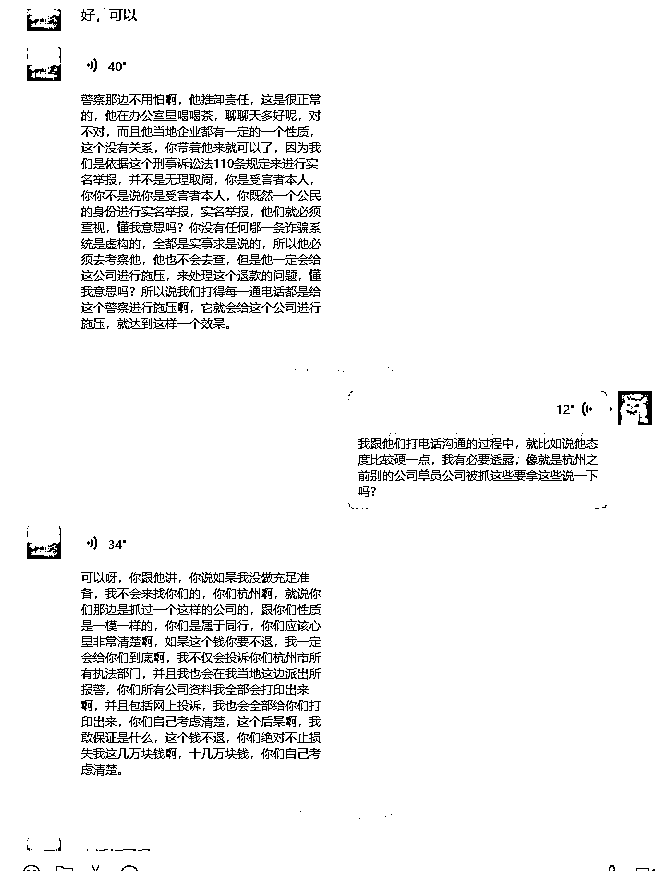 好，可以
40"
警察那边不用怕啊，他推卸责任，这是很正常
的，他在办公室里喝喝茶，聊聊天多好呢，对
不对，而且他当地企业都有一定的一个性质，
这个没有关系，你带着他来就可以了，因为我
们是依据这个刑事诉讼法110条规定来进行实
名举报，并不是无理取闹，你是受害者本人，
你你不是说你是受害者本人，你既然一个公民
的身份进行实名举报，实名举报，他们就必须
重视，懂我意思吗？你没有任何哪一条诈骗系
统是虚构的，全都是实事求是说的，所以他必
须去考察他，他也不会去查，但是他一定会给
这公司进行施压，来处理这个退款的问题，懂
我意思吗？所以说我们打得每一通电话都是给
这个警察进行施压啊，它就会给这个公司进行
施压，就达到这样一个效果。
12"
我跟他们打电话沟通的过程中，就比如说他态
度比较硬一点，我有必要透露，像就是杭州之
前别的公司单员公司被抓这些要拿这些说一下
吗？
34"
可以呀，你跟他讲，你说如果我没做充足准
备，我不会来找你们的，你们杭州啊，就说你
们那边是抓过一个这样的公司的，跟你们性质
是一模一样的，你们是属于同行，你们应该心
里非常清楚啊，如果这个钱你要不退，我一定
会给你们到底啊，我不仅会投诉你们杭州市所
有执法部门，并且我也会在我当地这边派出所
报警，你们所有公司资料我全部会打印出来
啊，并且包括网上投诉，我也会全部给你们打
印出来，你们自己考虑清楚，这个后果啊，我
敢保证是什么，这个钱不退，你们绝对不止损
失我这几万块钱啊，十几万块钱，你们自己考
虑清楚。